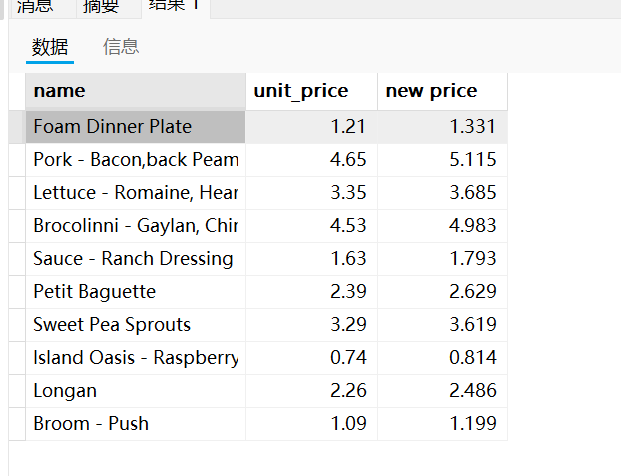 消息 摘要 结果 1
数据 信息
name unit_price new price
Foam Dinner Plate 1.21 1.331
Pork - Bacon,back Peam 4.65 5.115
Lettuce - Romaine, Hear 3.35 3.685
Brocolinni - Gaylan, Chin 4.53 4.983
Sauce - Ranch Dressing 1.63 1.793
Petit Baguette 2.39 2.629
Sweet Pea Sprouts 3.29 3.619
Island Oasis - Raspberry 0.74 0.814
Longan 2.26 2.486
Broom - Push 1.09 1.199